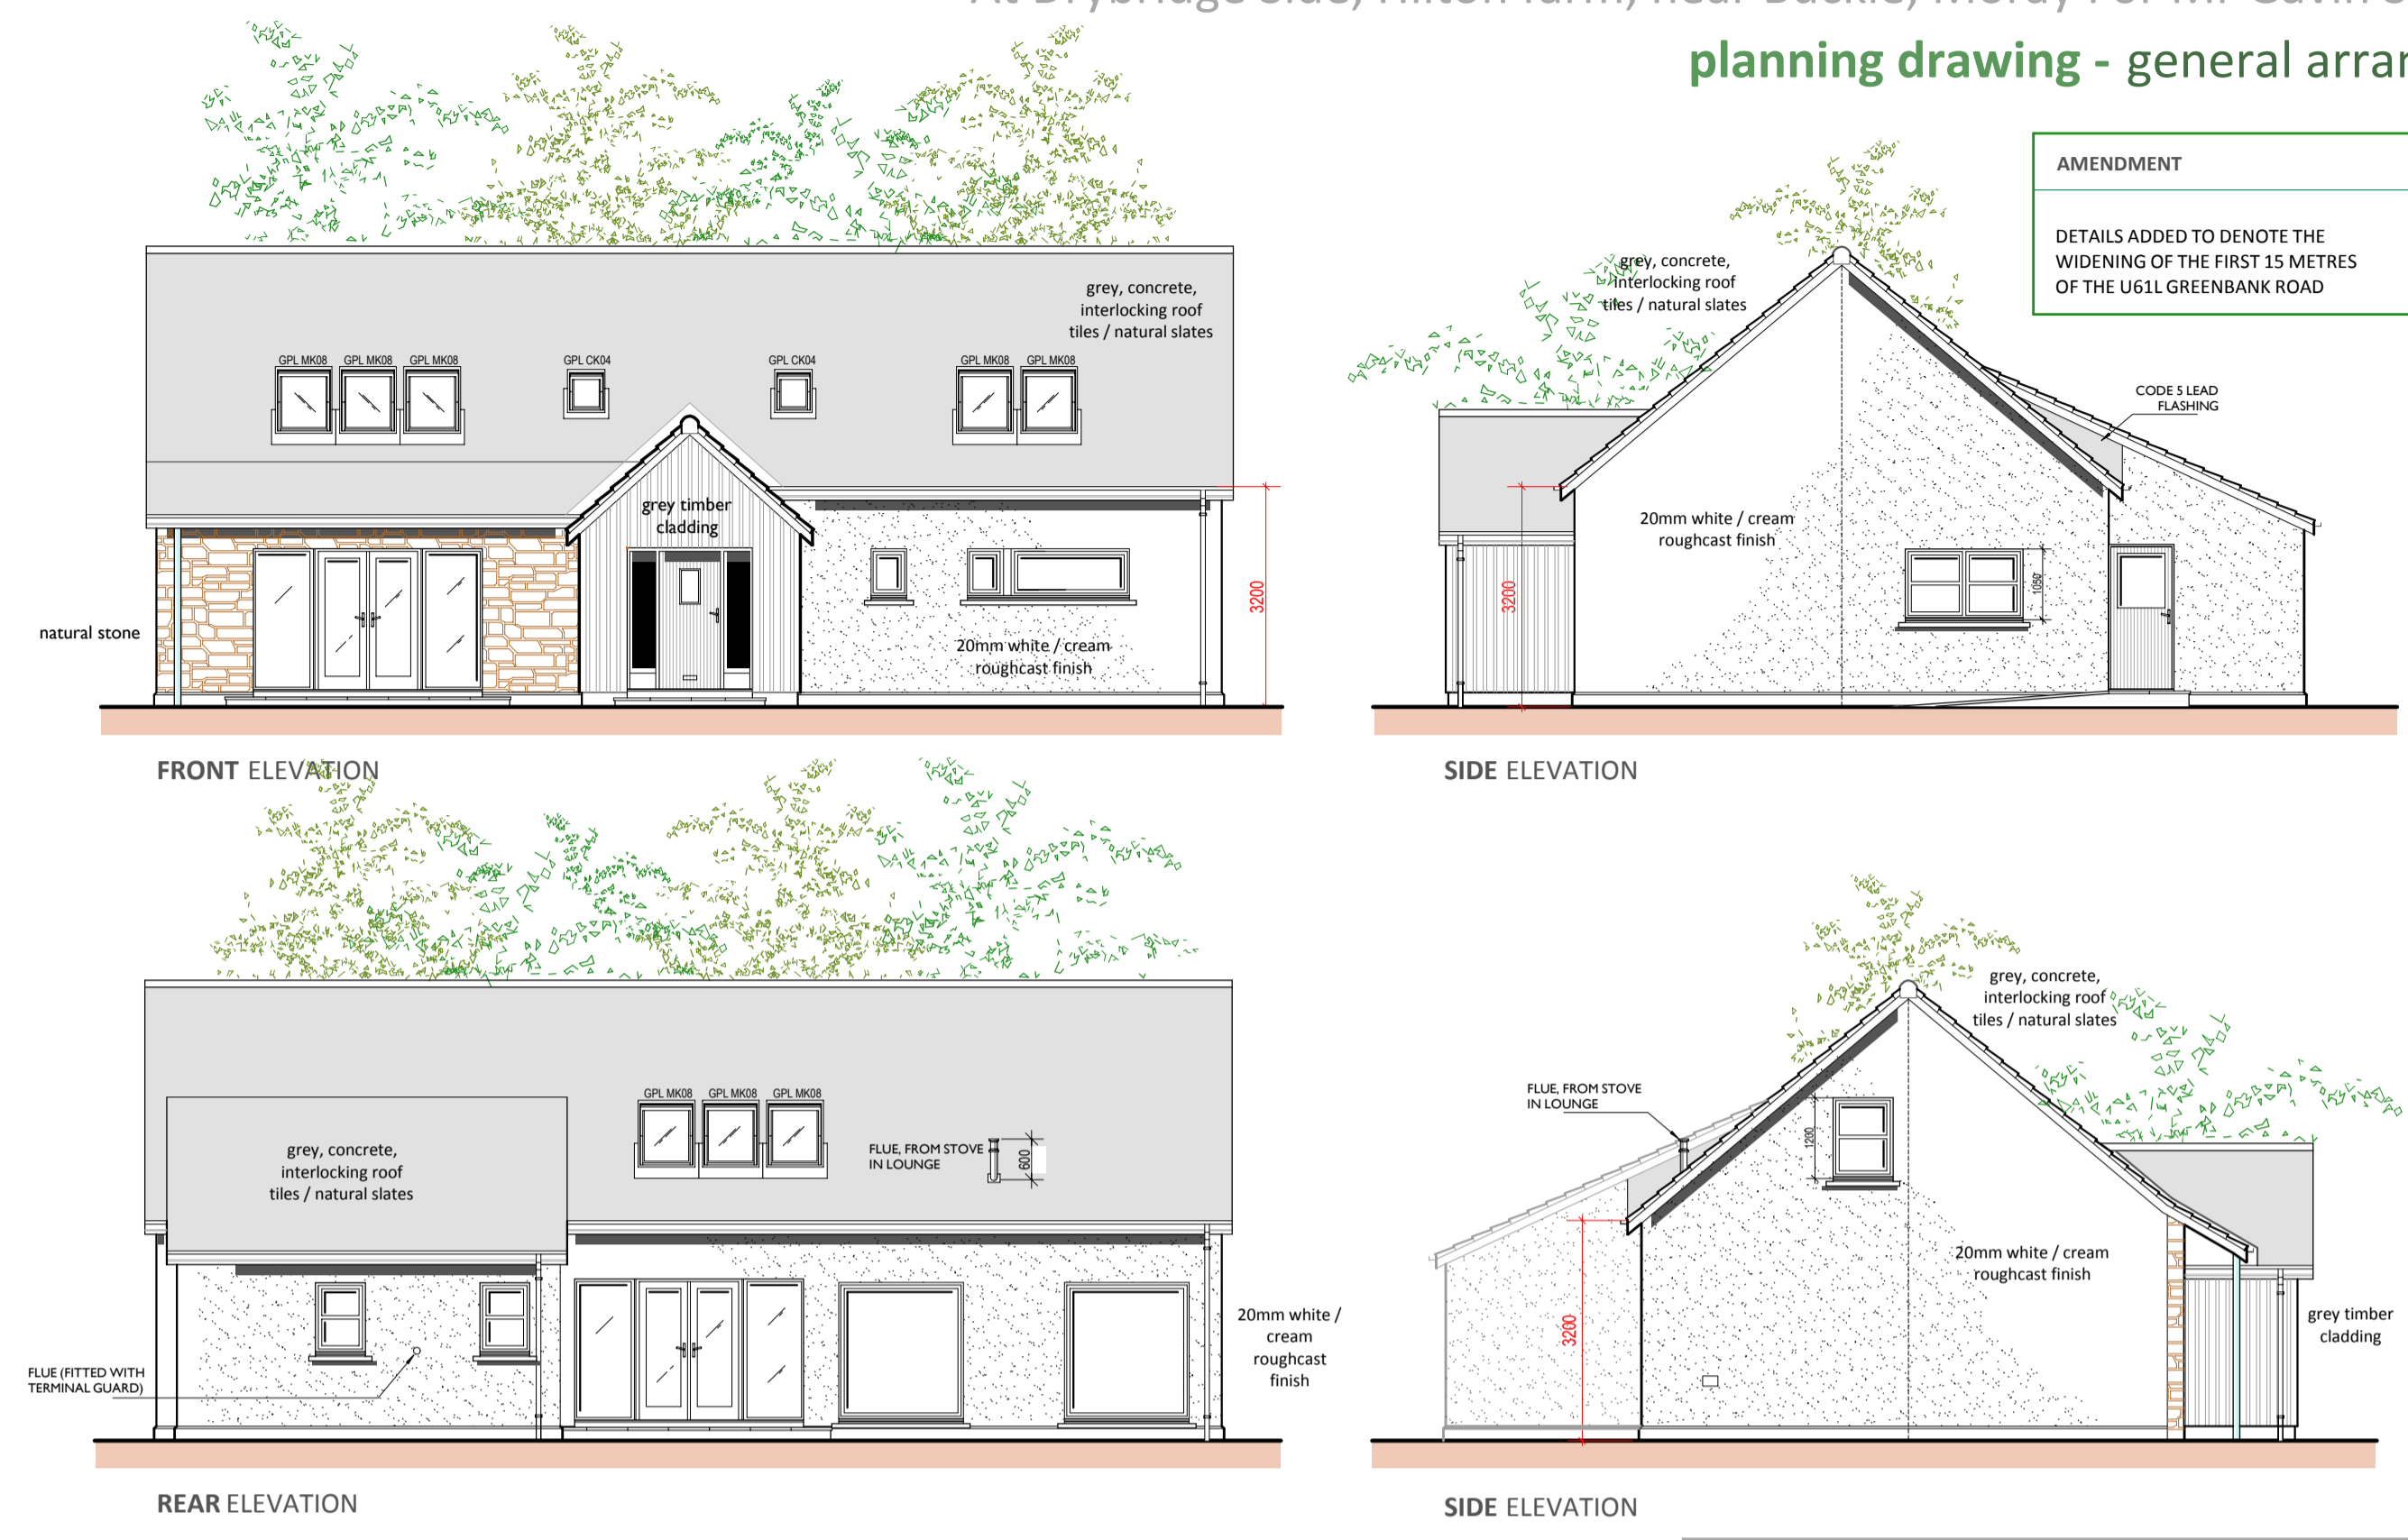 planning drawing - general
AMENDMENT
DETAILS ADDED TO DENOTE THE
WIDENING OF THE FIRST 15 METRES
OF THE U61L GREENBANK ROAD
grey, concrete,
interlocking roof
tiles / natural slates
GPL MK08 GPL MK08 GPL MK08
GPL CK04
GPL CK04
GPL MK08 GPL MK08
grey timber
cladding
natural stone
20mm white / cream
roughcast finish
3200
FRONT ELEVATION
grey, concrete,
interlocking roof
tiles / natural slates
CODE 5 LEAD
FLASHING
20mm white / cream
roughcast finish
3200
1050
SIDE ELEVATION
grey, concrete,
interlocking roof
tiles / natural slates
GPL MK08 GPL MK08 GPL MK08
FLUE, FROM STOVE
IN LOUNGE
600
FLUE (FITTED WITH
TERMINAL GUARD)
20mm white /
cream
roughcast
finish
REAR ELEVATION
grey, concrete,
interlocking roof
tiles / natural slates
FLUE, FROM STOVE
IN LOUNGE
1200
20mm white / cream
roughcast finish
3200
grey timber
cladding
SIDE ELEVATION